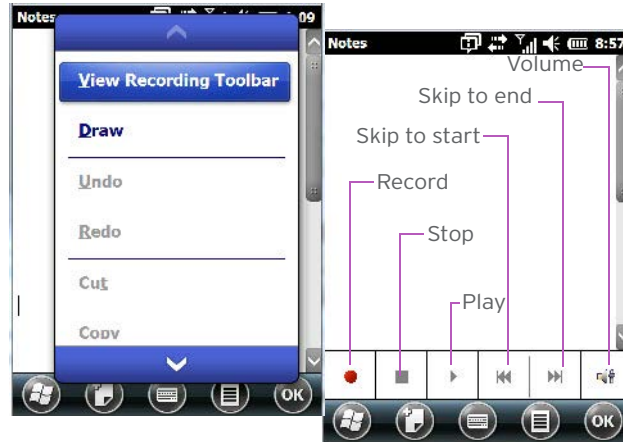 Notes
:09
View Recording Toolbar
Draw
Undo
Redo
Cut
Copy
OK
Notes
8:57
Volume
Skip to end
Skip to start
Record
Stop
Play
OK